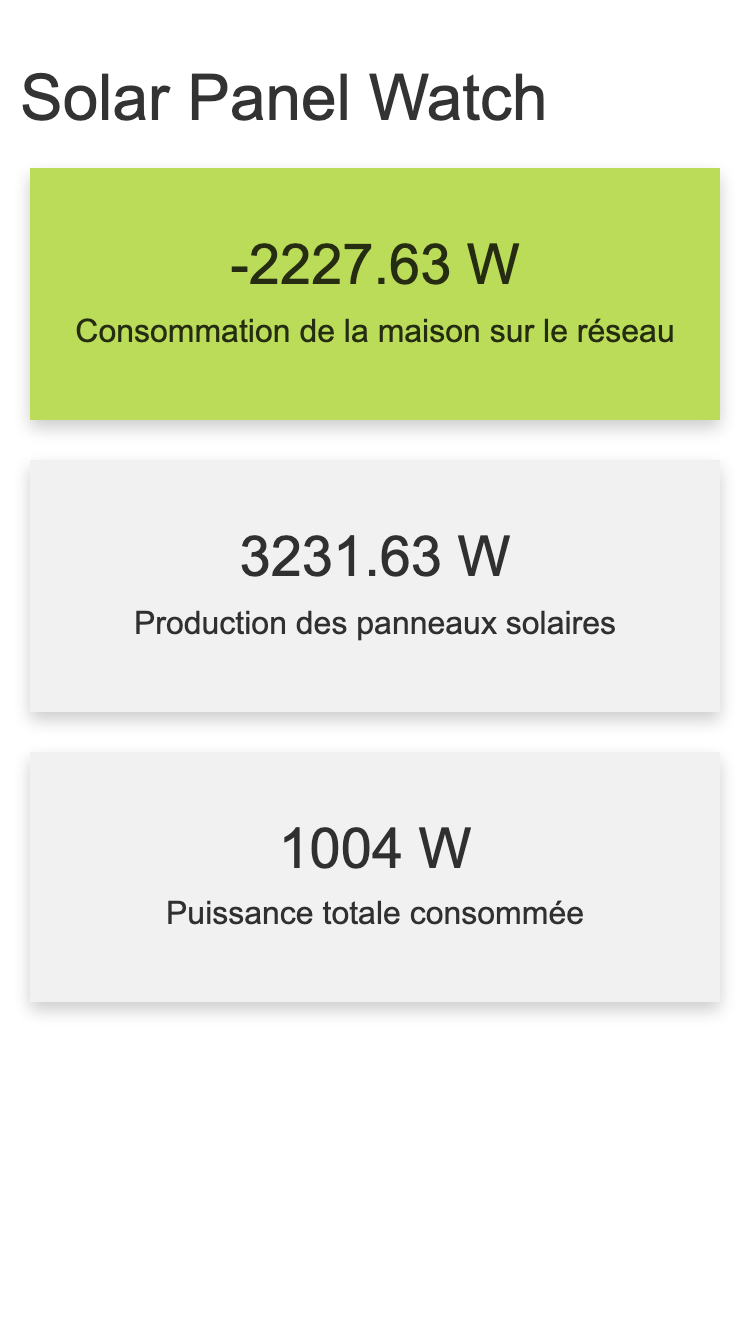 Solar Panel Watch
-2227.63 W
Consommation de la maison sur le réseau
3231.63 W
Production des panneaux solaires
1004 W
Puissance totale consommée